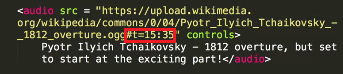 <audio src = "https://upload.wikimedia.
org/wikipedia/commons/0/04/Pyotr_Ilyich_Tchaikovsky_-
_1812_overture.ogg#t=15:35" controls>
Pyotr Ilyich Tchaikovsky - 1812 overture, but set
to start at the exciting part!</audio>